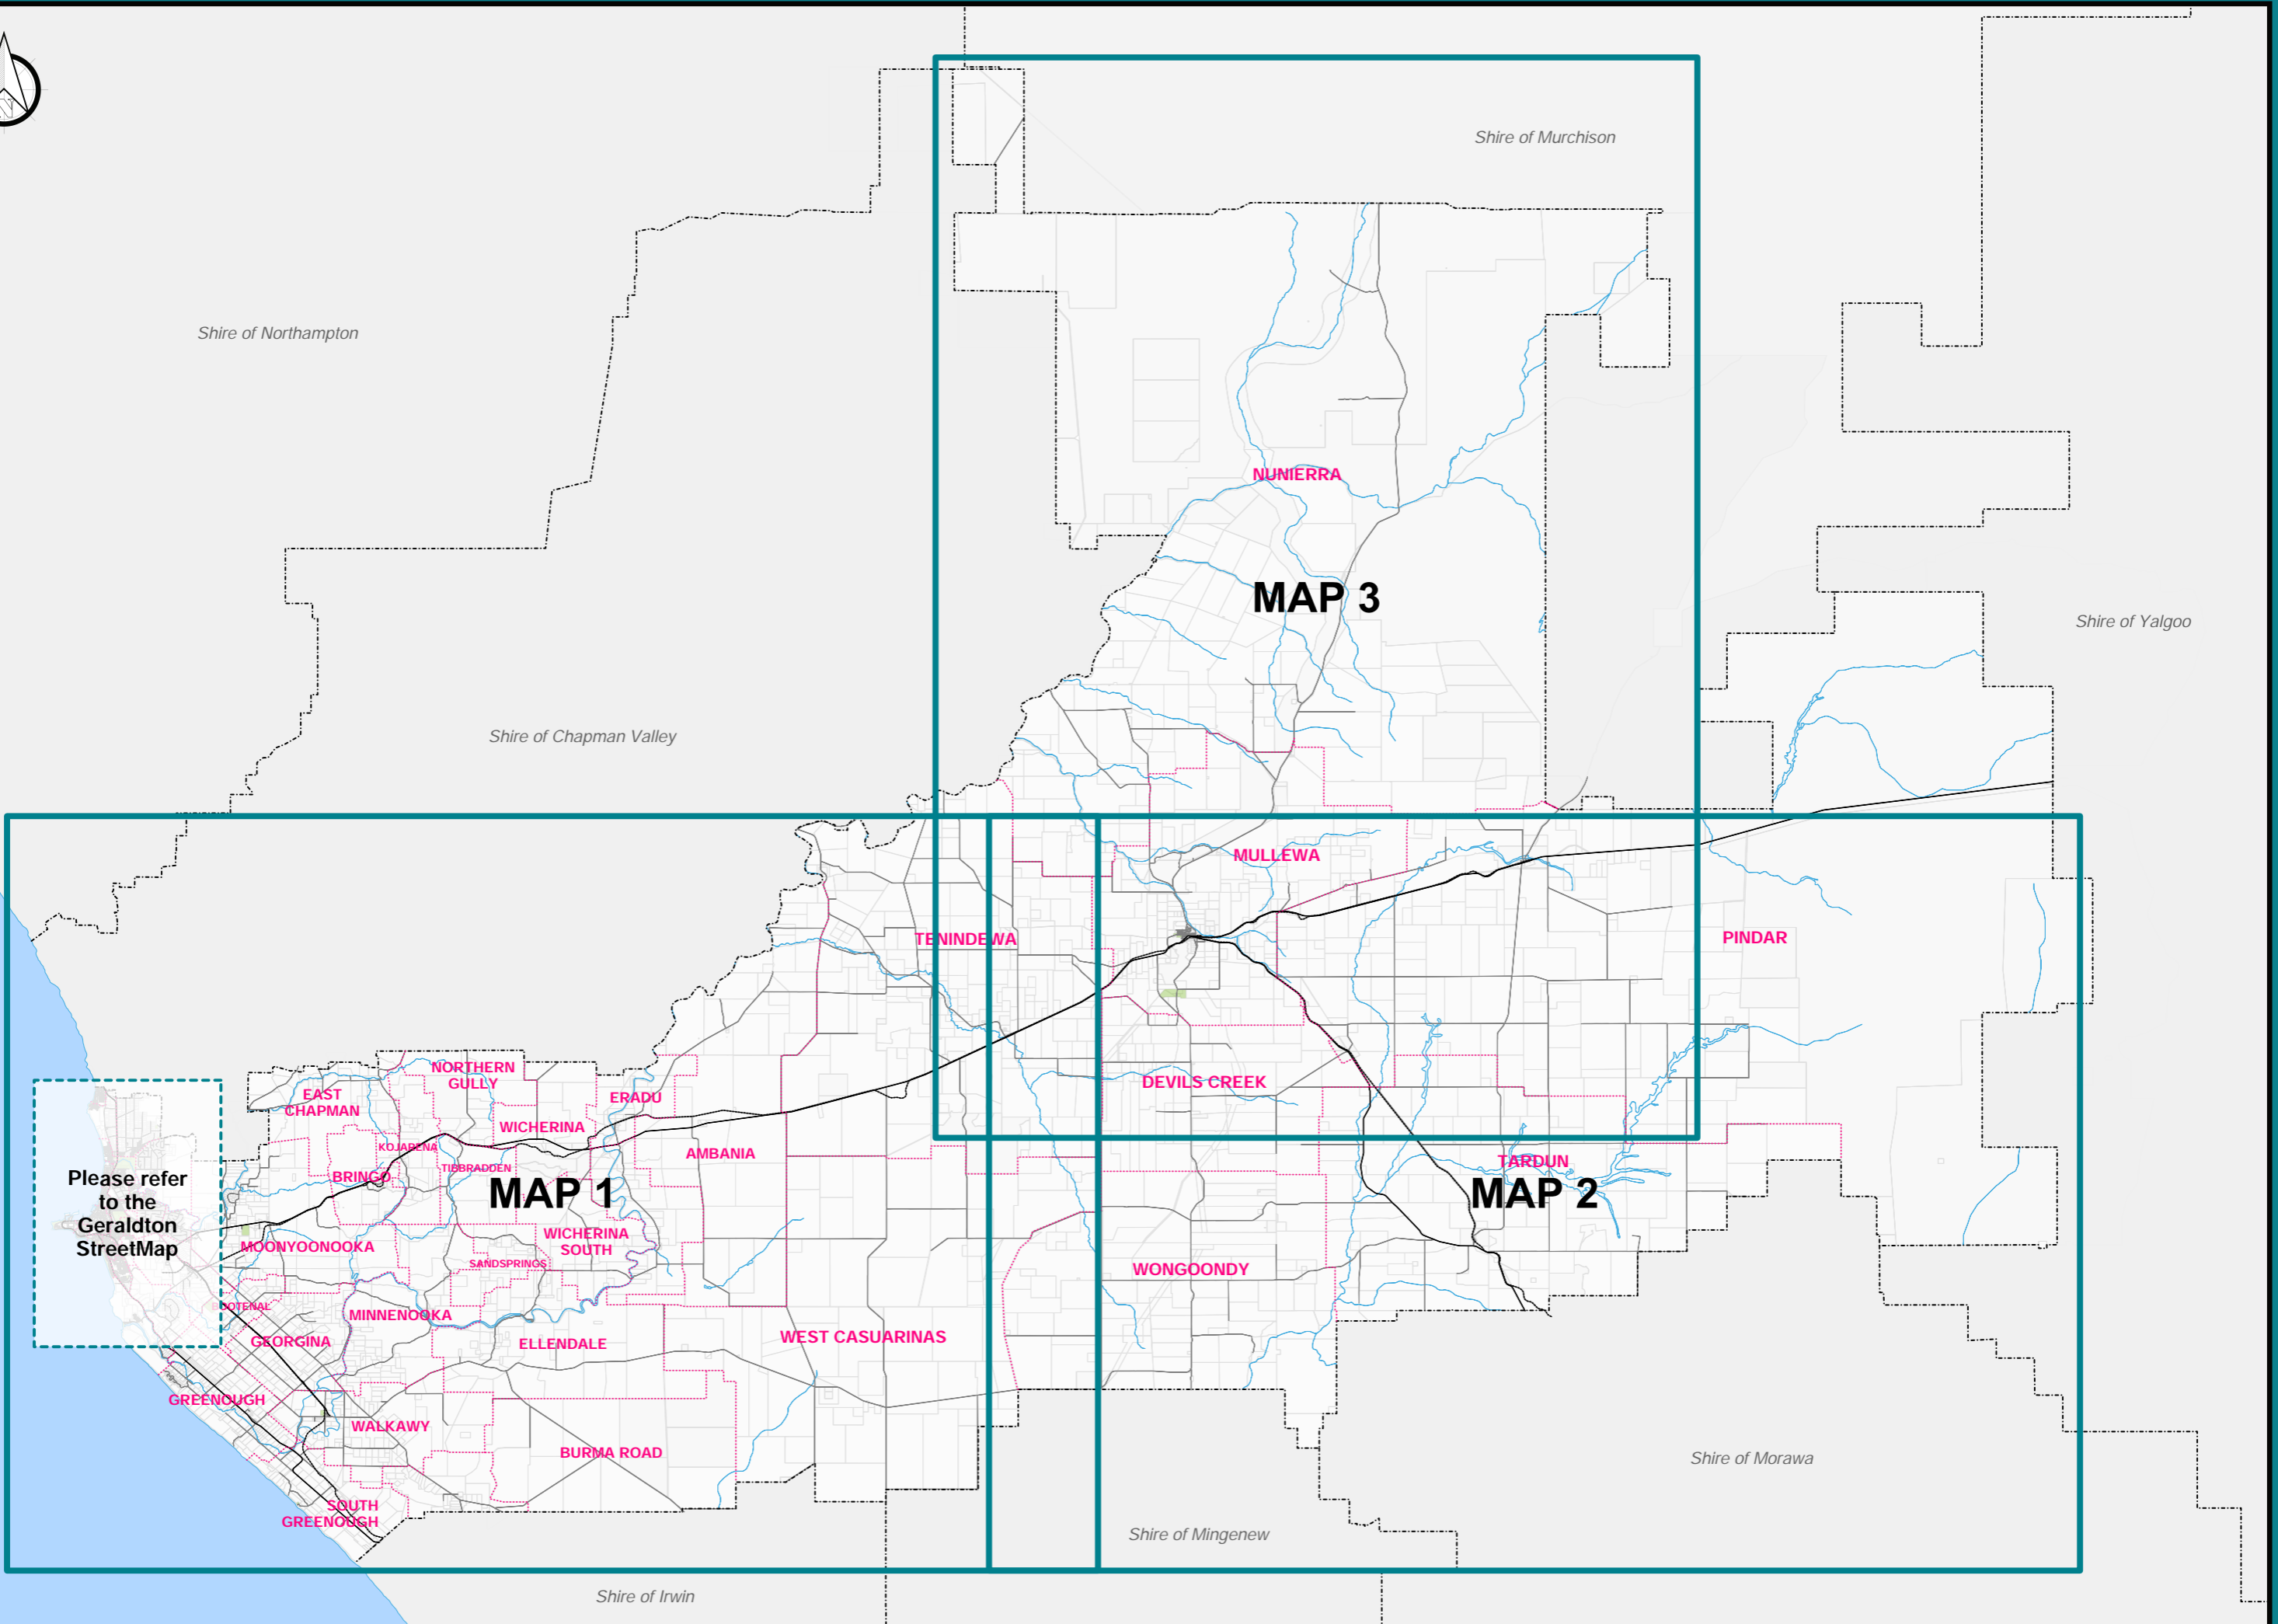 N
Shire of Murchison
Shire of Northampton
NUNIERRA
MAP 3
Shire of Yalgoo
Shire of Chapman Valley
MULLEWA
TENINDEWA
PINDAR
NORTHERN
GULLY
EAST
CHAPMAN
ERADU
DEVILS CREEK
WICHERINA
KOJARENA
AMBANIA
TIBBRADDEN
TARDUN
BRINGO
Please refer
to the
Geraldton
StreetMap
MAP 1
MAP 2
WICHERINA
SOUTH
MOONYOONOOKA
SANDSPRINGS
WONGOONDY
BOOTENAL
MINNENOOKA
GEORGINA
ELLENDALE
WEST CASUARINAS
GREENOUGH
WALKAWY
BURMA ROAD
Shire of Morawa
SOUTH
GREENOUGH
Shire of Mingenew
Shire of Irwin